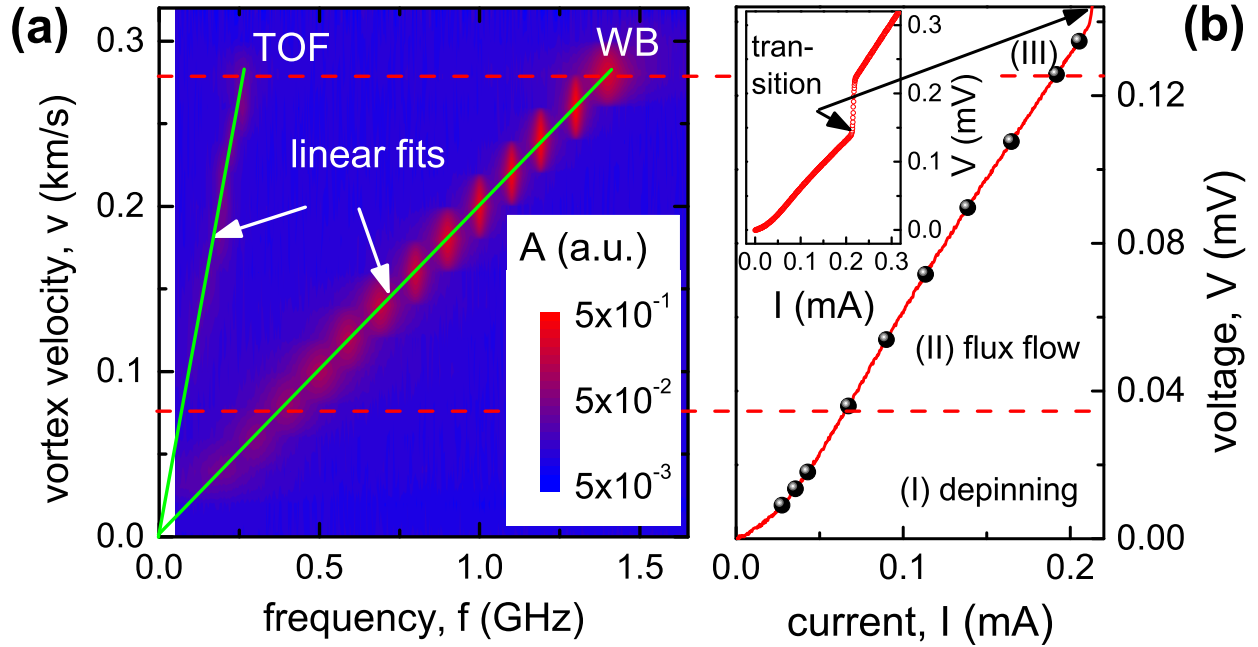 (a)
TOF
WB
linear fits
A (a.u.)
5x10⁻¹
5x10⁻²
5x10⁻³
0.3
0.2
0.1
0.0
vortex velocity, v (km/s)
0.0 0.5 1.0 1.5
frequency, f (GHz)
(b)
tran-
sition
(III)
0.3
0.2
0.1
0.0
V (mV)
0.0 0.1 0.2 0.3
I (mA)
(II) flux flow
(I) depinning
0.12
0.08
0.04
0.00
voltage, V (mV)
0.0 0.1 0.2
current, I (mA)